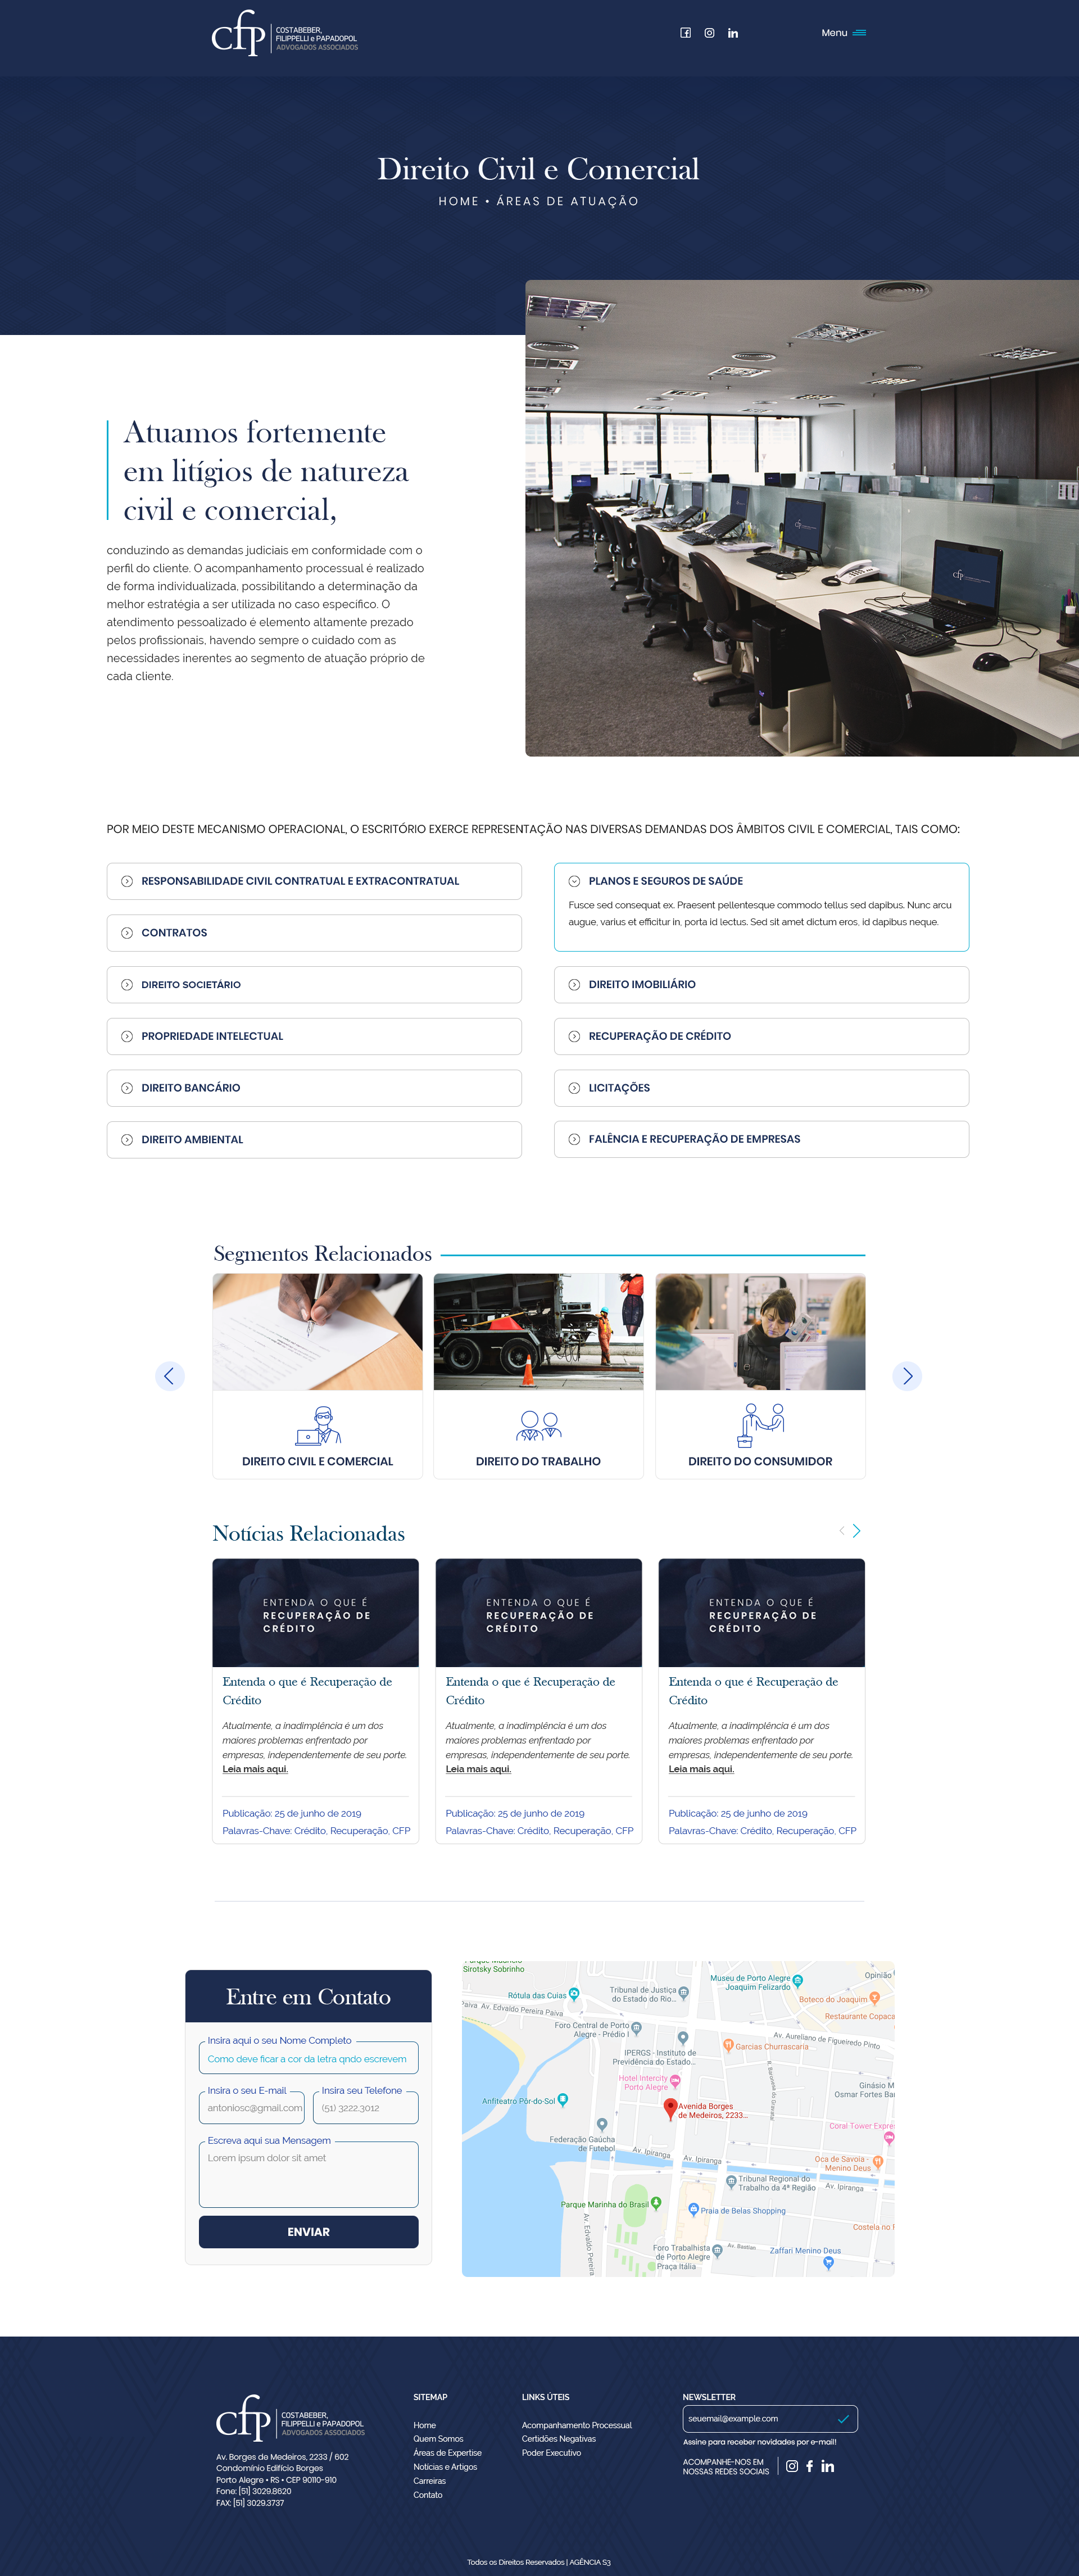 cfp
COSTABEBER,
FILIPPELLI e PAPADOPOL
ADVOGADOS ASSOCIADOS
Menu
Direito Civil e Comercial
HOME • ÁREAS DE ATUAÇÃO
Atuamos fortemente
em litígios de natureza
civil e comercial,
conduzindo as demandas judiciais em conformidade com o
perfil do cliente. O acompanhamento processual é realizado
de forma individualizada, possibilitando a determinação da
melhor estratégia a ser utilizada no caso específico. O
atendimento pessoalizado é elemento altamente prezado
pelos profissionais, havendo sempre o cuidado com as
necessidades inerentes ao segmento de atuação próprio de
cada cliente.
POR MEIO DESTE MECANISMO OPERACIONAL, O ESCRITÓRIO EXERCE REPRESENTAÇÃO NAS DIVERSAS DEMANDAS DOS ÂMBITOS CIVIL E COMERCIAL, TAIS COMO:
RESPONSABILIDADE CIVIL CONTRATUAL E EXTRACONTRATUAL
CONTRATOS
DIREITO SOCIETÁRIO
PROPRIEDADE INTELECTUAL
DIREITO BANCÁRIO
DIREITO AMBIENTAL
PLANOS E SEGUROS DE SAÚDE
Fusce sed consequat ex. Praesent pellentesque commodo tellus sed dapibus. Nunc arcu
augue, varius et efficitur in, porta id lectus. Sed sit amet dictum eros, id dapibus neque.
DIREITO IMOBILIÁRIO
RECUPERAÇÃO DE CRÉDITO
LICITAÇÕES
FALÊNCIA E RECUPERAÇÃO DE EMPRESAS
Segmentos Relacionados
DIREITO CIVIL E COMERCIAL
DIREITO DO TRABALHO
DIREITO DO CONSUMIDOR
Notícias Relacionadas
ENTENDA O QUE É
RECUPERAÇÃO DE
CRÉDITO
Entenda o que é Recuperação de
Crédito
Atualmente, a inadimplência é um dos
maiores problemas enfrentado por
empresas, independentemente de seu porte.
Leia mais aqui.
Publicação: 25 de junho de 2019
Palavras-Chave: Crédito, Recuperação, CFP
ENTENDA O QUE É
RECUPERAÇÃO DE
CRÉDITO
Entenda o que é Recuperação de
Crédito
Atualmente, a inadimplência é um dos
maiores problemas enfrentado por
empresas, independentemente de seu porte.
Leia mais aqui.
Publicação: 25 de junho de 2019
Palavras-Chave: Crédito, Recuperação, CFP
ENTENDA O QUE É
RECUPERAÇÃO DE
CRÉDITO
Entenda o que é Recuperação de
Crédito
Atualmente, a inadimplência é um dos
maiores problemas enfrentado por
empresas, independentemente de seu porte.
Leia mais aqui.
Publicação: 25 de junho de 2019
Palavras-Chave: Crédito, Recuperação, CFP
Entre em Contato
Insira aqui o seu Nome Completo
Como deve ficar a cor da letra qndo escrevem
Insira o seu E-mail
antoniosc@gmail.com
Insira seu Telefone
(51) 3222.3012
Escreva aqui sua Mensagem
Lorem ipsum dolor sit amet
ENVIAR
Sirotsky Sobrinho
Rótula das Cuias
Paiva
Av. Edvaldo Pereira Paiva
Tribunal de Justiça
do Estado do Rio...
Museu de Porto Alegre
Joaquim Felizardo
Opinião
Boteco do Joaquim
Restaurante Copaca
Foro Central de Porto
Alegre - Prédio I
Av. Aureliano de Figueiredo Pinto
Garcias Churrascaria
IPERGS - Instituto de
Previdência do Estado...
Hotel Intercity
Porto Alegre
Ginásio M
Osmar Fortes Bar
Anfiteatro Pôr-do-Sol
Avenida Borges
de Medeiros, 2233...
Coral Tower Expre
Federação Gaúcha
de Futebol
Av. Ipiranga
Av. Ipiranga
Oca de Savoia -
Menino Deus
Tribunal Regional do
Trabalho da 4ª Região
Av. Ipiranga
Parque Marinha do Brasil
Praia de Belas Shopping
Costela no R
Av. Edvaldo Pereira
Foro Trabalhista
de Porto Alegre
Praça Itália
Av. Bastian
Zaffari Menino Deus
cfp
COSTABEBER,
FILIPPELLI e PAPADOPOL
ADVOGADOS ASSOCIADOS
Av. Borges de Medeiros, 2233 / 602
Condomínio Edifício Borges
Porto Alegre • RS • CEP 90110-910
Fone: [51] 3029.8620
FAX: [51] 3029.3737
SITEMAP
Home
Quem Somos
Áreas de Expertise
Notícias e Artigos
Carreiras
Contato
LINKS ÚTEIS
Acompanhamento Processual
Certidões Negativas
Poder Executivo
NEWSLETTER
seuemail@example.com
Assine para receber novidades por e-mail!
ACOMPANHE-NOS EM
NOSSAS REDES SOCIAIS
Todos os Direitos Reservados | AGÊNCIA S3